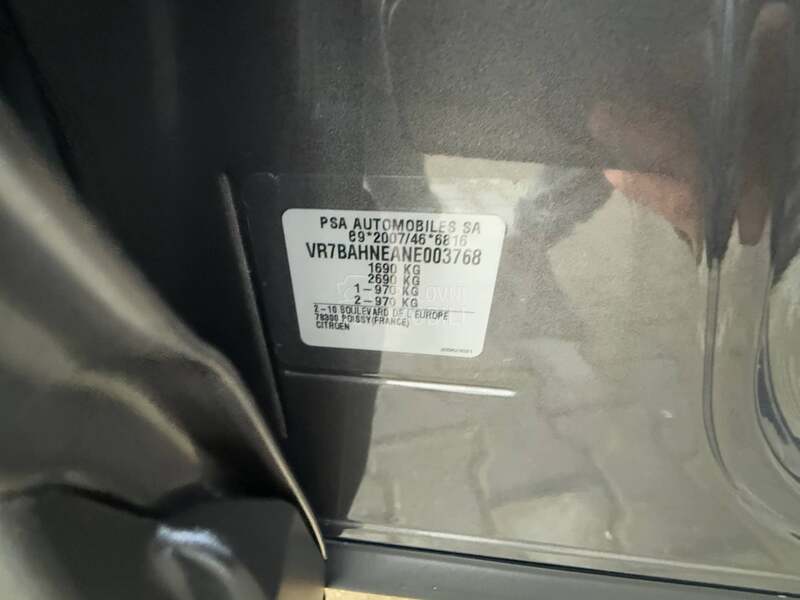 PSA AUTOMOBILES SA
e9*2007/46*6816
VR7BAHNEANE003768
1690 KG
2690 KG
1-970 KG
2-970 KG
2-10 BOULEVARD DE L'EUROPE
78300 POISSY(FRANCE)
CITROEN